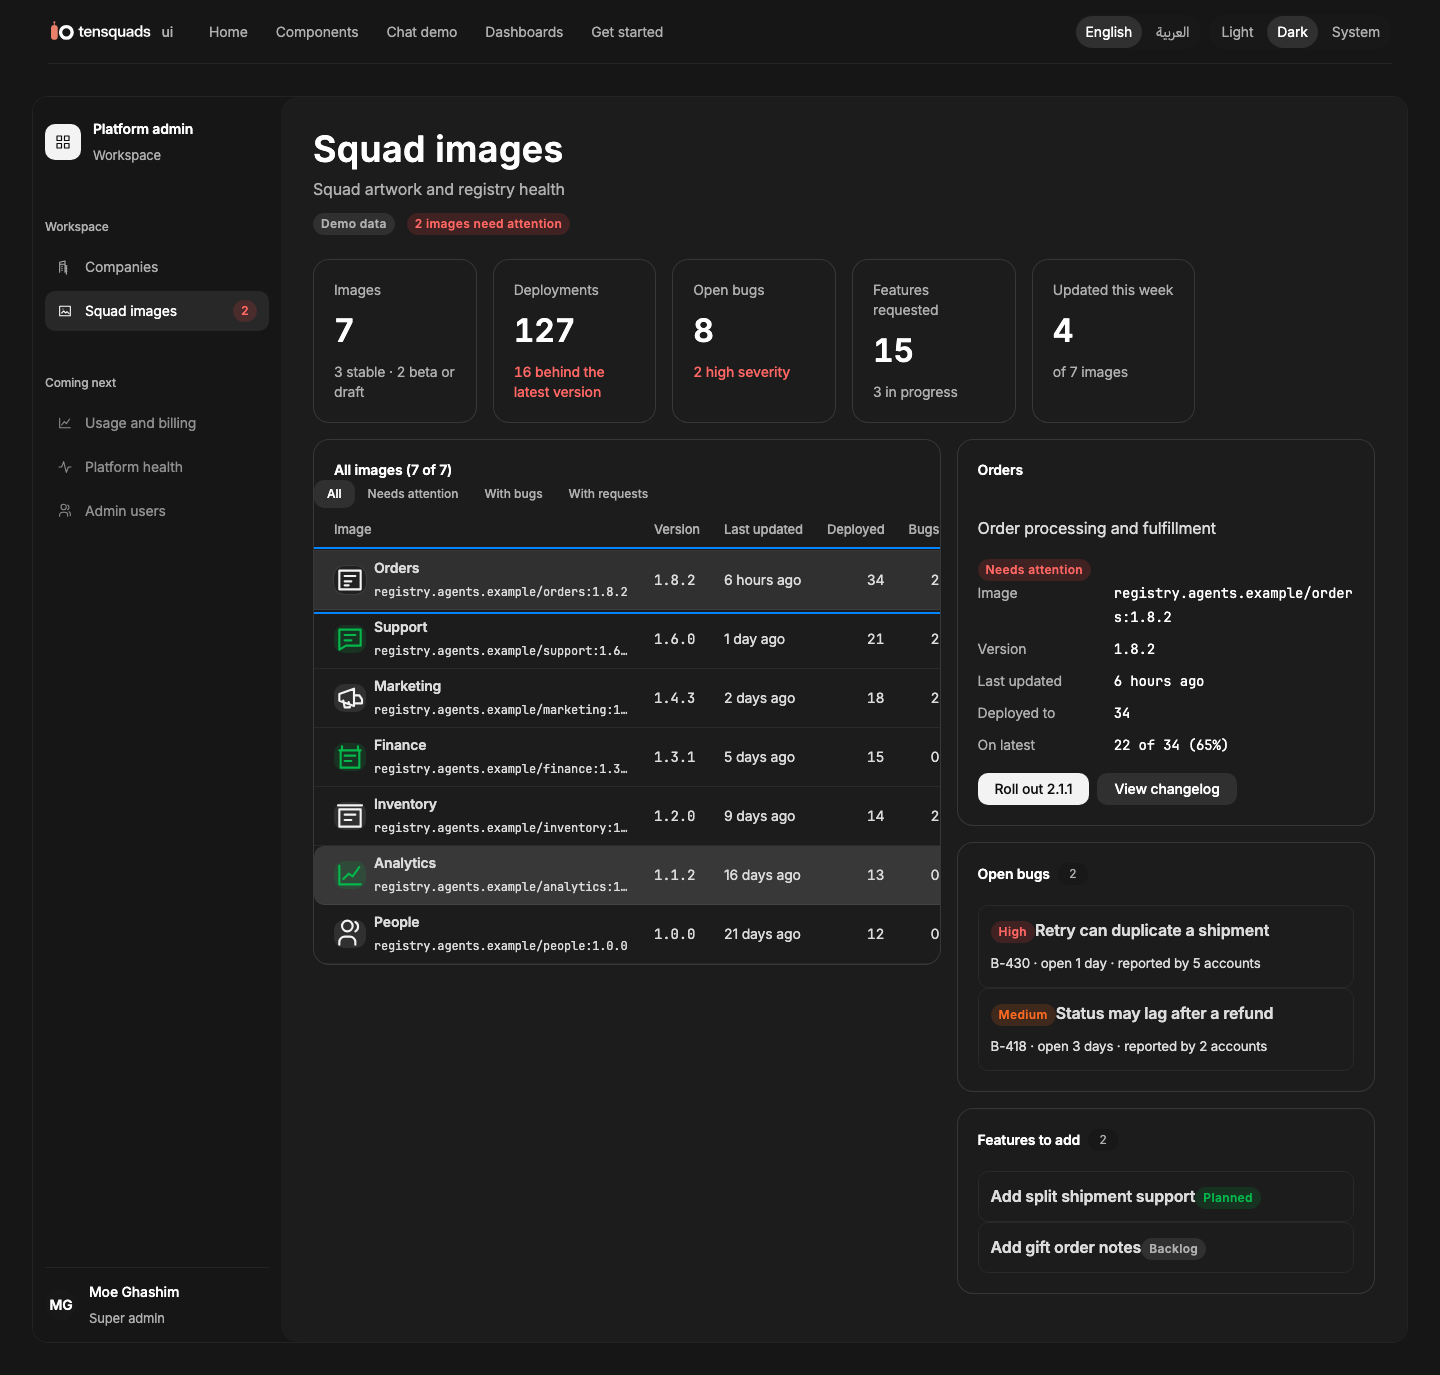 tensquads ui
Home
Components
Chat demo
Dashboards
Get started
English
العربية
Light
Dark
System
Platform admin
Workspace
Workspace
Companies
Squad images 2
Coming next
Usage and billing
Platform health
Admin users
MG
Moe Ghashim
Super admin
Squad images
Squad artwork and registry health
Demo data
2 images need attention
Images
7
3 stable · 2 beta or
draft
Deployments
127
16 behind the
latest version
Open bugs
8
2 high severity
Features
requested
15
3 in progress
Updated this week
4
of 7 images
All images (7 of 7)
All
Needs attention
With bugs
With requests
Image Version Last updated Deployed Bugs
Orders
registry.agents.example/orders:1.8.2
1.8.2 6 hours ago 34 2
Support
registry.agents.example/support:1.6…
1.6.0 1 day ago 21 2
Marketing
registry.agents.example/marketing:1…
1.4.3 2 days ago 18 2
Finance
registry.agents.example/finance:1.3…
1.3.1 5 days ago 15 0
Inventory
registry.agents.example/inventory:1…
1.2.0 9 days ago 14 2
Analytics
registry.agents.example/analytics:1…
1.1.2 16 days ago 13 0
People
registry.agents.example/people:1.0.0
1.0.0 21 days ago 12 0
Orders
Order processing and fulfillment
Needs attention
Image registry.agents.example/order
s:1.8.2
Version 1.8.2
Last updated 6 hours ago
Deployed to 34
On latest 22 of 34 (65%)
Roll out 2.1.1
View changelog
Open bugs 2
High Retry can duplicate a shipment
B-430 · open 1 day · reported by 5 accounts
Medium Status may lag after a refund
B-418 · open 3 days · reported by 2 accounts
Features to add 2
Add split shipment support Planned
Add gift order notes Backlog